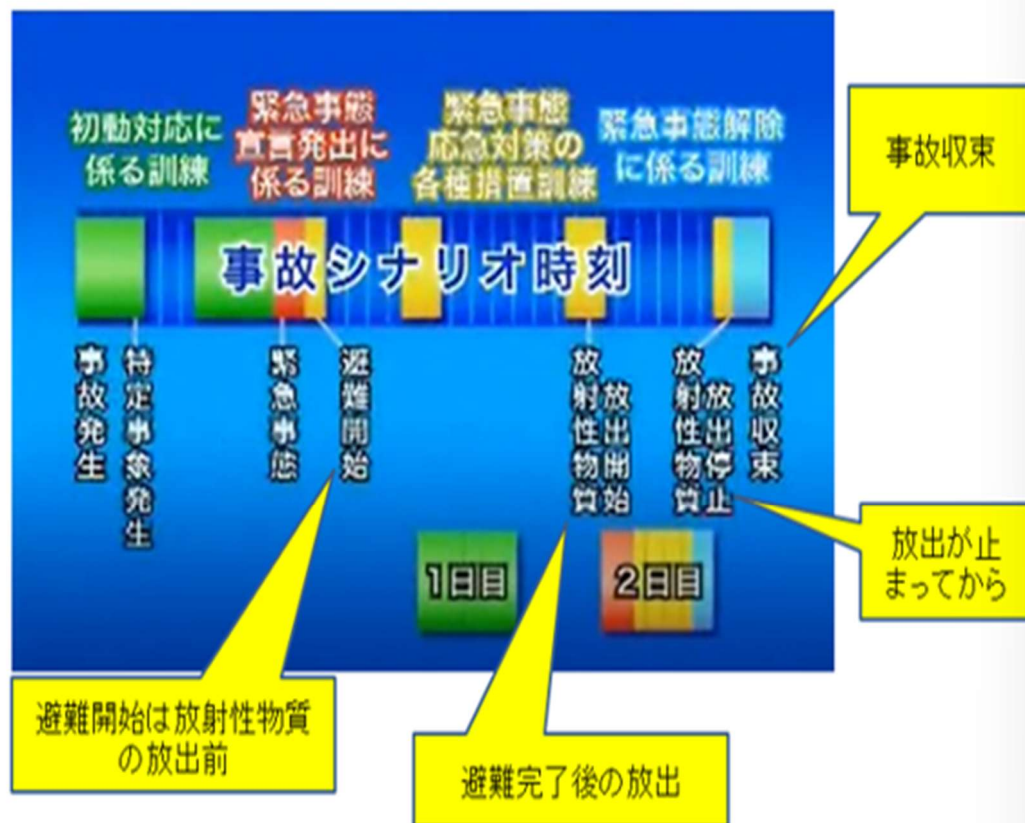 初動対応に
係る訓練
緊急事態
宣言発出に
係る訓練
緊急事態
応急対策の
各種措置訓練
緊急事態解除
に係る訓練
事故シナリオ時刻
事故発生
特定事象発生
緊急事態
避難開始
放射性物質
放出開始
放射性物質
放出停止
事故収束
1日目
2日目
事故収束
放出が止
まってから
避難開始は放射性物質
の放出前
避難完了後の放出